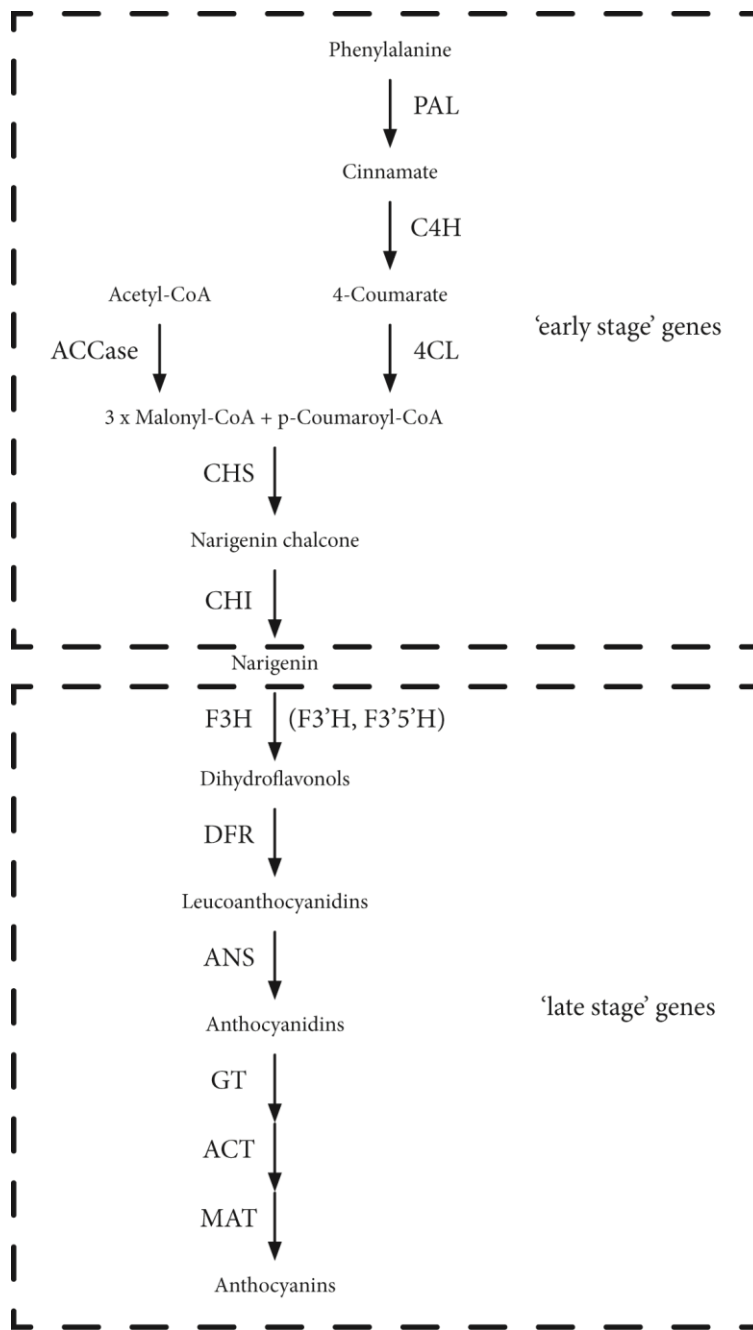 Phenylalanine
PAL
Cinnamate
C4H
Acetyl-CoA
4-Coumarate
‘early stage’ genes
ACCase
4CL
3 x Malonyl-CoA + p-Coumaroyl-CoA
CHS
Narigenin chalcone
CHI
Narigenin
F3H (F3’H, F3’5’H)
Dihydroflavonols
DFR
Leucoanthocyanidins
ANS
‘late stage’ genes
Anthocyanidins
GT
ACT
MAT
Anthocyanins